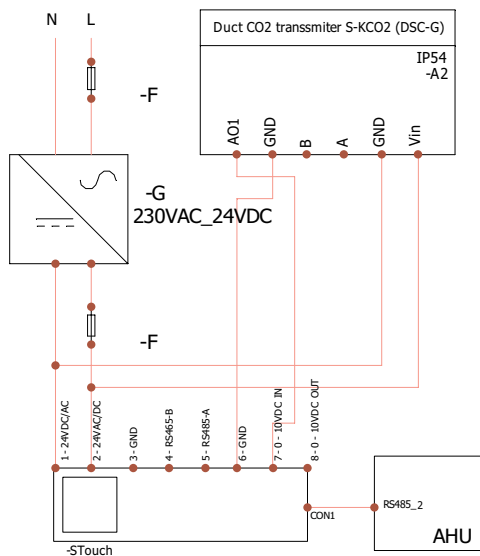 N L
Duct CO2 transsmiter S-KCO2 (DSC-G)
IP54
-A2
-F
AO1
GND
B
A
GND
Vin
-G
230VAC_24VDC
-F
1 - 24VDC/AC
2 - 24VAC/DC
3 - GND
4 - RS465-B
5 - RS485-A
6 - GND
7 - 0 - 10VDC IN
8 - 0 - 10VDC OUT
CON1
RS485_2
AHU
-STouch